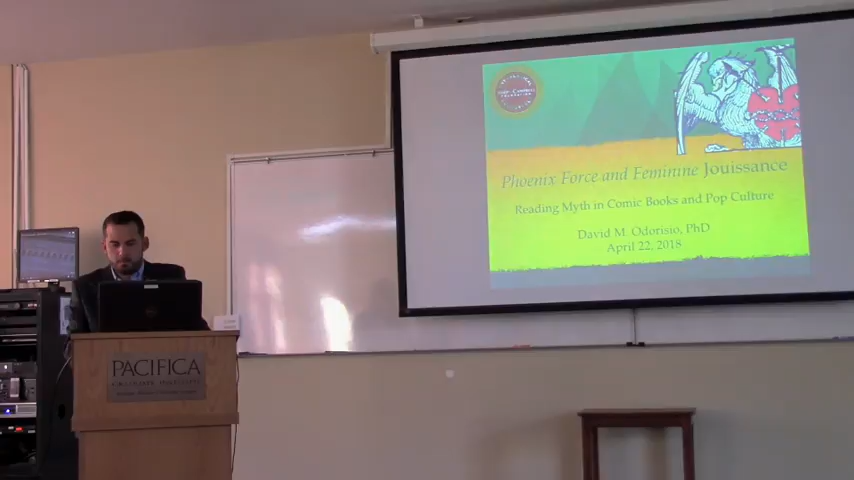 Phoenix Force and Feminine Jouissance
Reading Myth in Comic Books and Pop Culture
David M. Odorisio, PhD
April 22, 2018
PACIFICA